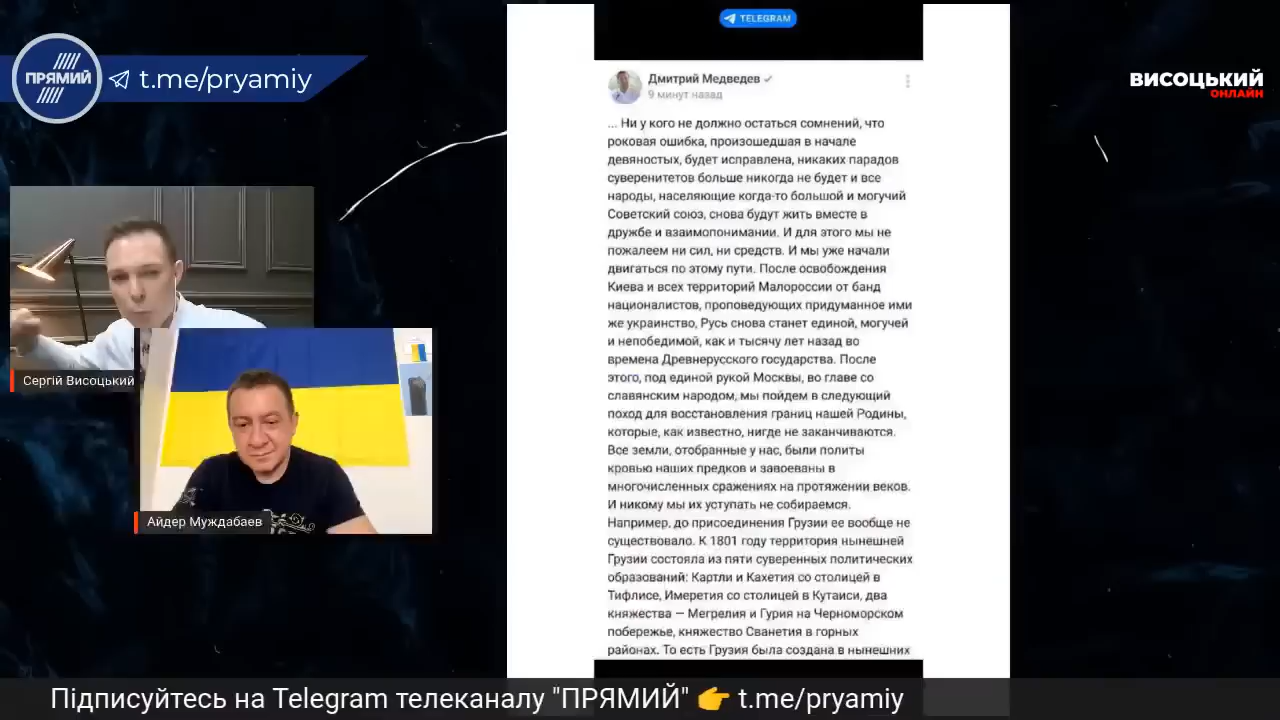 ПРЯМИЙ
t.me/pryamiy
TELEGRAM
ВИСОЦЬКИЙ
ОНЛАЙН
Дмитрий Медведев
9 минут назад
... Ни у кого не должно остаться сомнений, что
роковая ошибка, произошедшая в начале
девяностых, будет исправлена, никаких парадов
суверенитетов больше никогда не будет и все
народы, населяющие когда-то большой и могучий
Советский союз, снова будут жить вместе в
дружбе и взаимопонимании. И для этого мы не
пожалеем ни сил, ни средств. И мы уже начали
двигаться по этому пути. После освобождения
Киева и всех территорий Малороссии от банд
националистов, проповедующих придуманное ими
же украинство, Русь снова станет единой, могучей
и непобедимой, как и тысячу лет назад во
времена Древнерусского государства. После
этого, под единой рукой Москвы, во главе со
славянским народом, мы пойдем в следующий
поход для восстановления границ нашей Родины,
которые, как известно, нигде не заканчиваются.
Все земли, отобранные у нас, были политы
кровью наших предков и завоеваны в
многочисленных сражениях на протяжении веков.
И никому мы их уступать не собираемся.
Например, до присоединения Грузии ее вообще не
существовало. К 1801 году территория нынешней
Грузии состояла из пяти суверенных политических
образований: Картли и Кахетия со столицей в
Тифлисе, Имеретия со столицей в Кутаиси, два
княжества — Мегрелия и Гурия на Черноморском
побережье, княжество Сванетия в горных
районах. То есть Грузия была создана в нынешних
Сергій Висоцький
Айдер Муждабаев
Підписуйтесь на Telegram телеканалу "ПРЯМИЙ" 👉 t.me/pryamiy